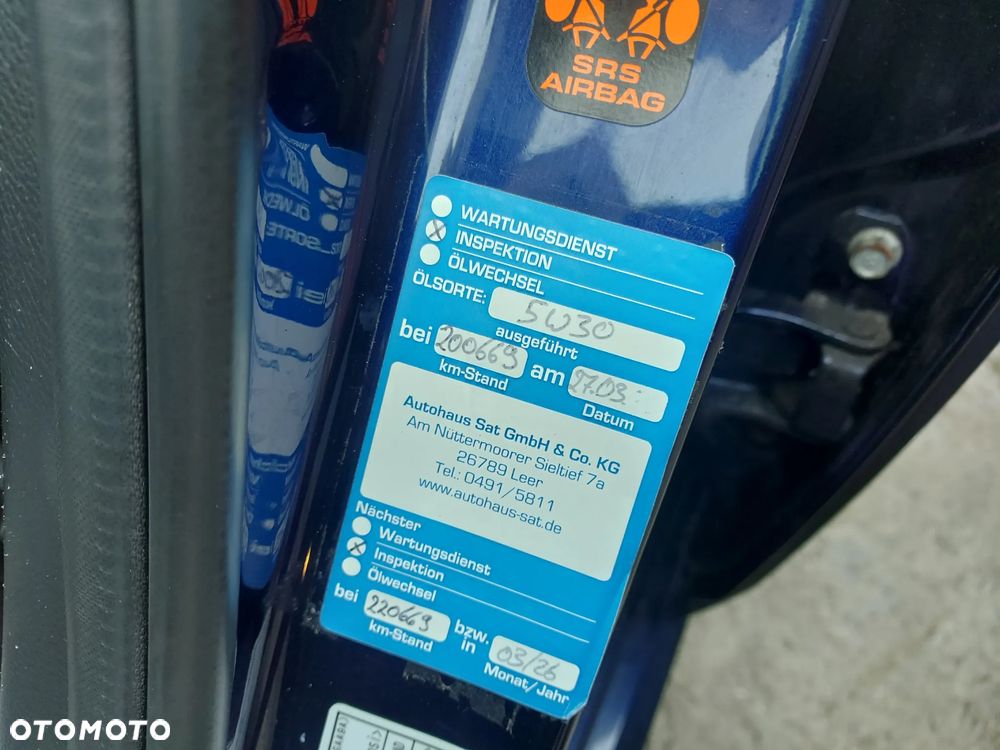 SRS
AIRBAG
WARTUNGSDIENST
INSPEKTION
ÖLWECHSEL
ÖLSORTE: 5W30
ausgeführt
bei 200669 am 27.03.
km-Stand
Datum
Autohaus Sat GmbH & Co. KG
Am Nüttermoorer Sieltief 7a
26789 Leer
Tel.: 0491/5811
www.autohaus-sat.de
Nächster
Wartungsdienst
Inspektion
Ölwechsel
bei 220669 bzw. in 03/26
km-Stand
Monat/Jahr
OTOMOTO